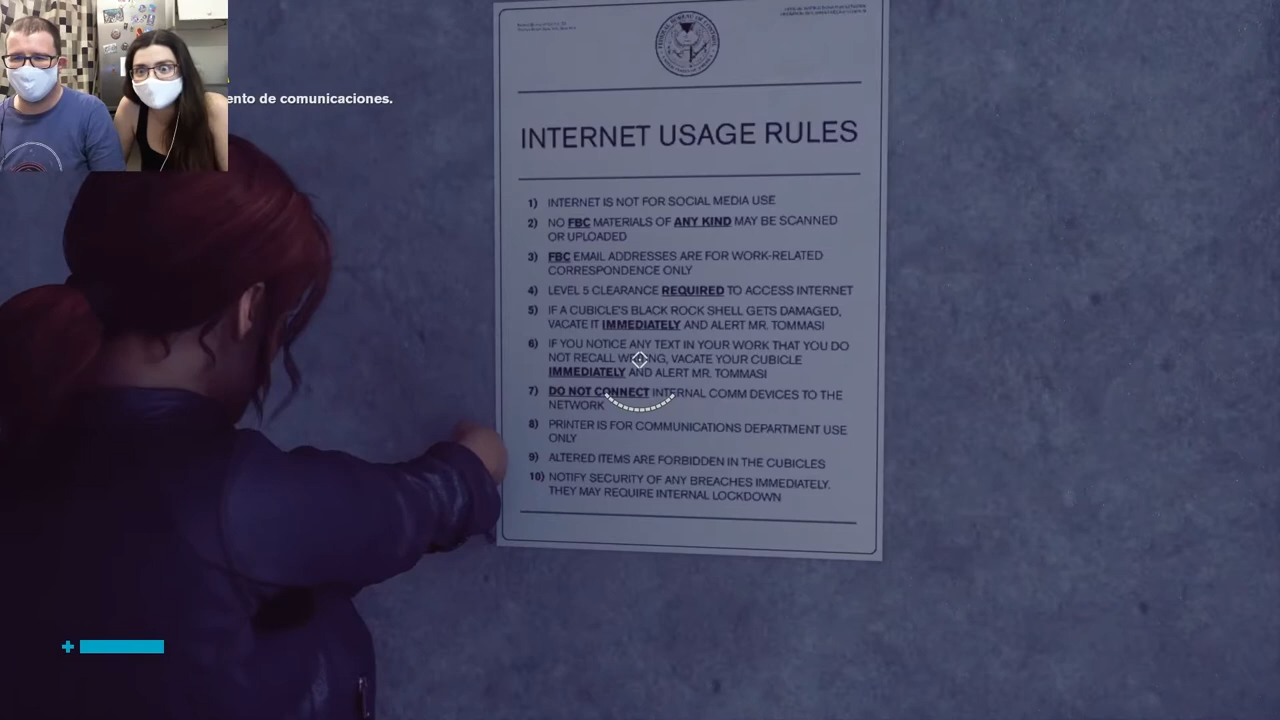 ento de comunicaciones.
INTERNET USAGE RULES
1) INTERNET IS NOT FOR SOCIAL MEDIA USE
2) NO FBC MATERIALS OF ANY KIND MAY BE SCANNED
OR UPLOADED
3) FBC EMAIL ADDRESSES ARE FOR WORK-RELATED
CORRESPONDENCE ONLY
4) LEVEL 5 CLEARANCE REQUIRED TO ACCESS INTERNET
5) IF A CUBICLE'S BLACK ROCK SHELL GETS DAMAGED,
VACATE IT IMMEDIATELY AND ALERT MR. TOMMASI
6) IF YOU NOTICE ANY TEXT IN YOUR WORK THAT YOU DO
NOT RECALL WRITING, VACATE YOUR CUBICLE
IMMEDIATELY AND ALERT MR. TOMMASI
7) DO NOT CONNECT INTERNAL COMM DEVICES TO THE
NETWORK
8) PRINTER IS FOR COMMUNICATIONS DEPARTMENT USE
ONLY
9) ALTERED ITEMS ARE FORBIDDEN IN THE CUBICLES
10) NOTIFY SECURITY OF ANY BREACHES IMMEDIATELY.
THEY MAY REQUIRE INTERNAL LOCKDOWN